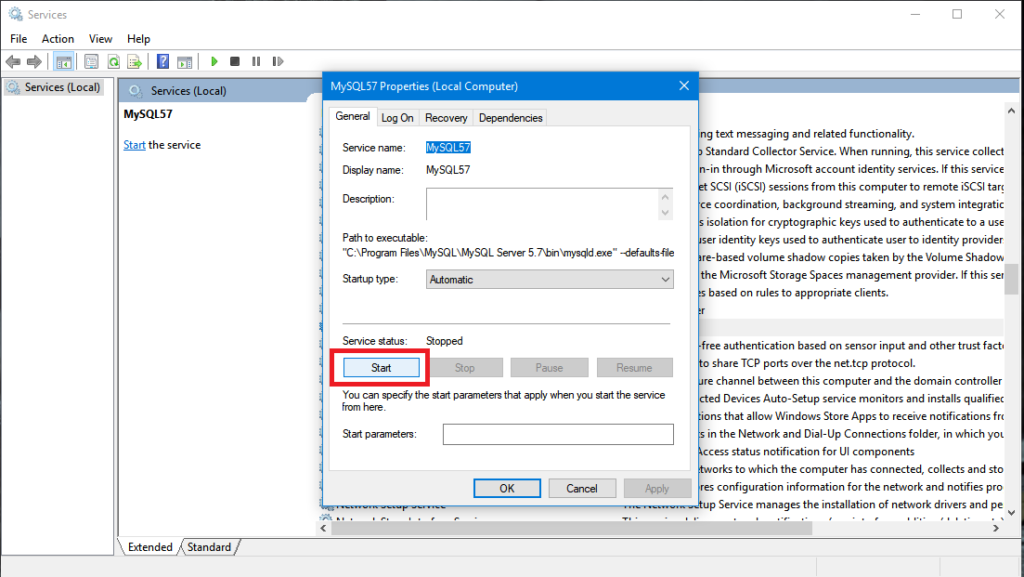 Services
File Action View Help
Services (Local)
Services (Local)
MySQL57
Start the service
MySQL57 Properties (Local Computer)
General Log On Recovery Dependencies
Service name: MySQL57
Display name: MySQL57
Description:
Path to executable:
"C:\Program Files\MySQL\MySQL Server 5.7\bin\mysqld.exe" --defaults-file
Startup type: Automatic
Service status: Stopped
Start Stop Pause Resume
You can specify the start parameters that apply when you start the service
from here.
Start parameters:
OK Cancel Apply
text messaging and related functionality.
Standard Collector Service. When running, this service collect
through Microsoft account identity services. If this service
SCSI (iSCSI) sessions from this computer to remote iSCSI targ
coordination, background streaming, and system integratic
isolation for cryptographic keys used to authenticate to a use
user identity keys used to authenticate user to identity provider
-based volume shadow copies taken by the Volume Shadow
the Microsoft Storage Spaces management provider. If this ser
based on rules to appropriate clients.
-free authentication based on sensor input and other trust facto
to share TCP ports over the net.tcp protocol.
channel between this computer and the domain controller
Devices Auto-Setup service monitors and installs qualified
that allow Windows Store Apps to receive notifications fro
in the Network and Dial-Up Connections folder, in which you
Access status notification for UI components
to which the computer has connected, collects and sto
configuration information for the network and notifies pro
Network Setup Service The Network Setup Service manages the installation of network drivers and pe
Extended Standard